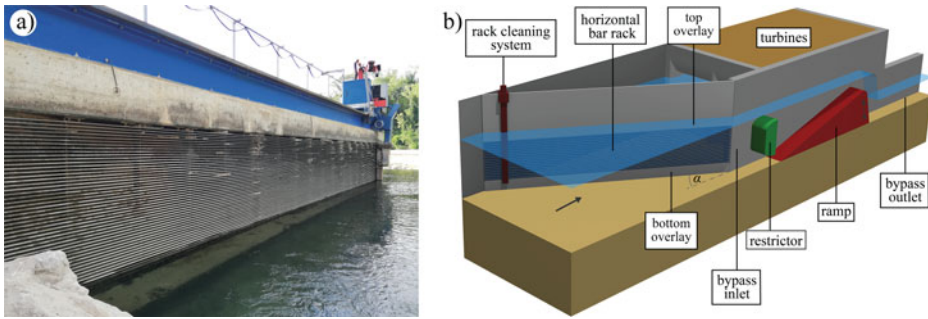 a)
b)
rack cleaning
system
horizontal
bar rack
top
overlay
turbines
α
bottom
overlay
bypass
inlet
restrictor
ramp
bypass
outlet